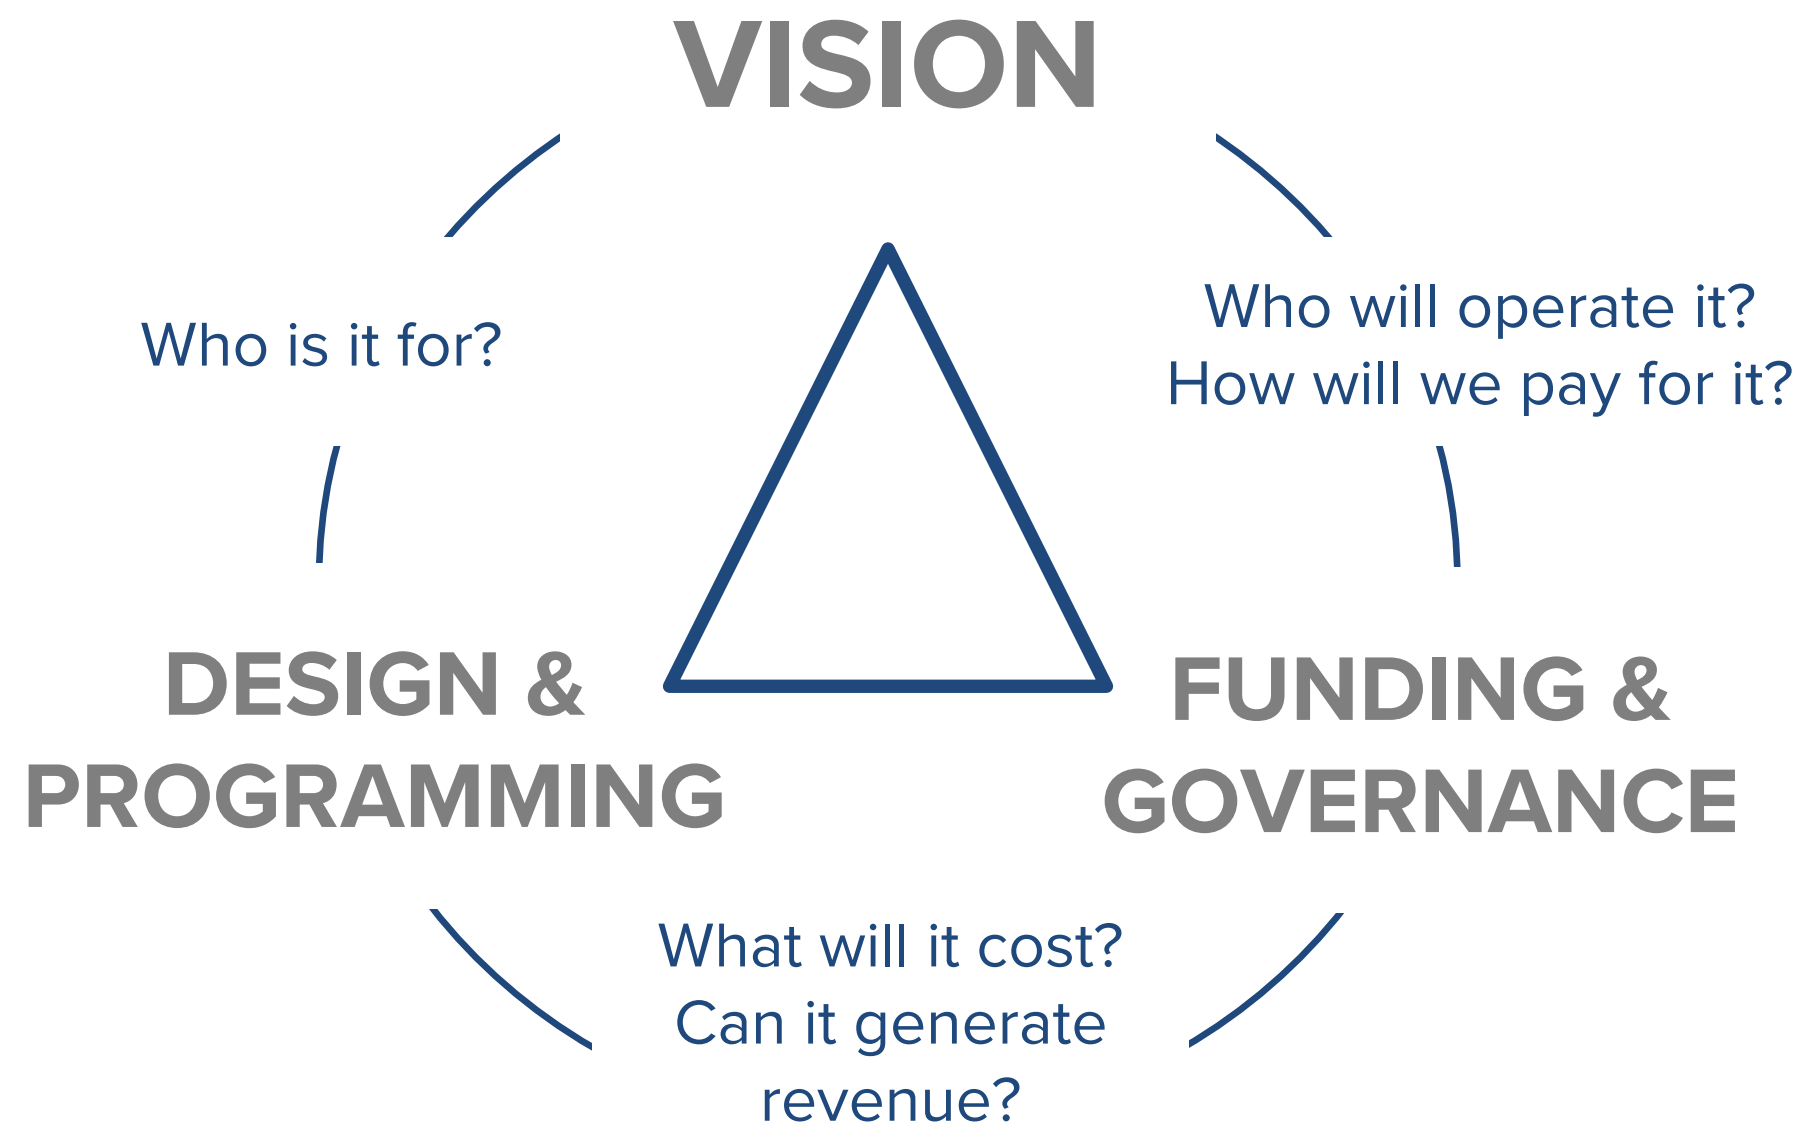 VISION
Who is it for?
Who will operate it?
How will we pay for it?
DESIGN &
PROGRAMMING
FUNDING &
GOVERNANCE
What will it cost?
Can it generate
revenue?